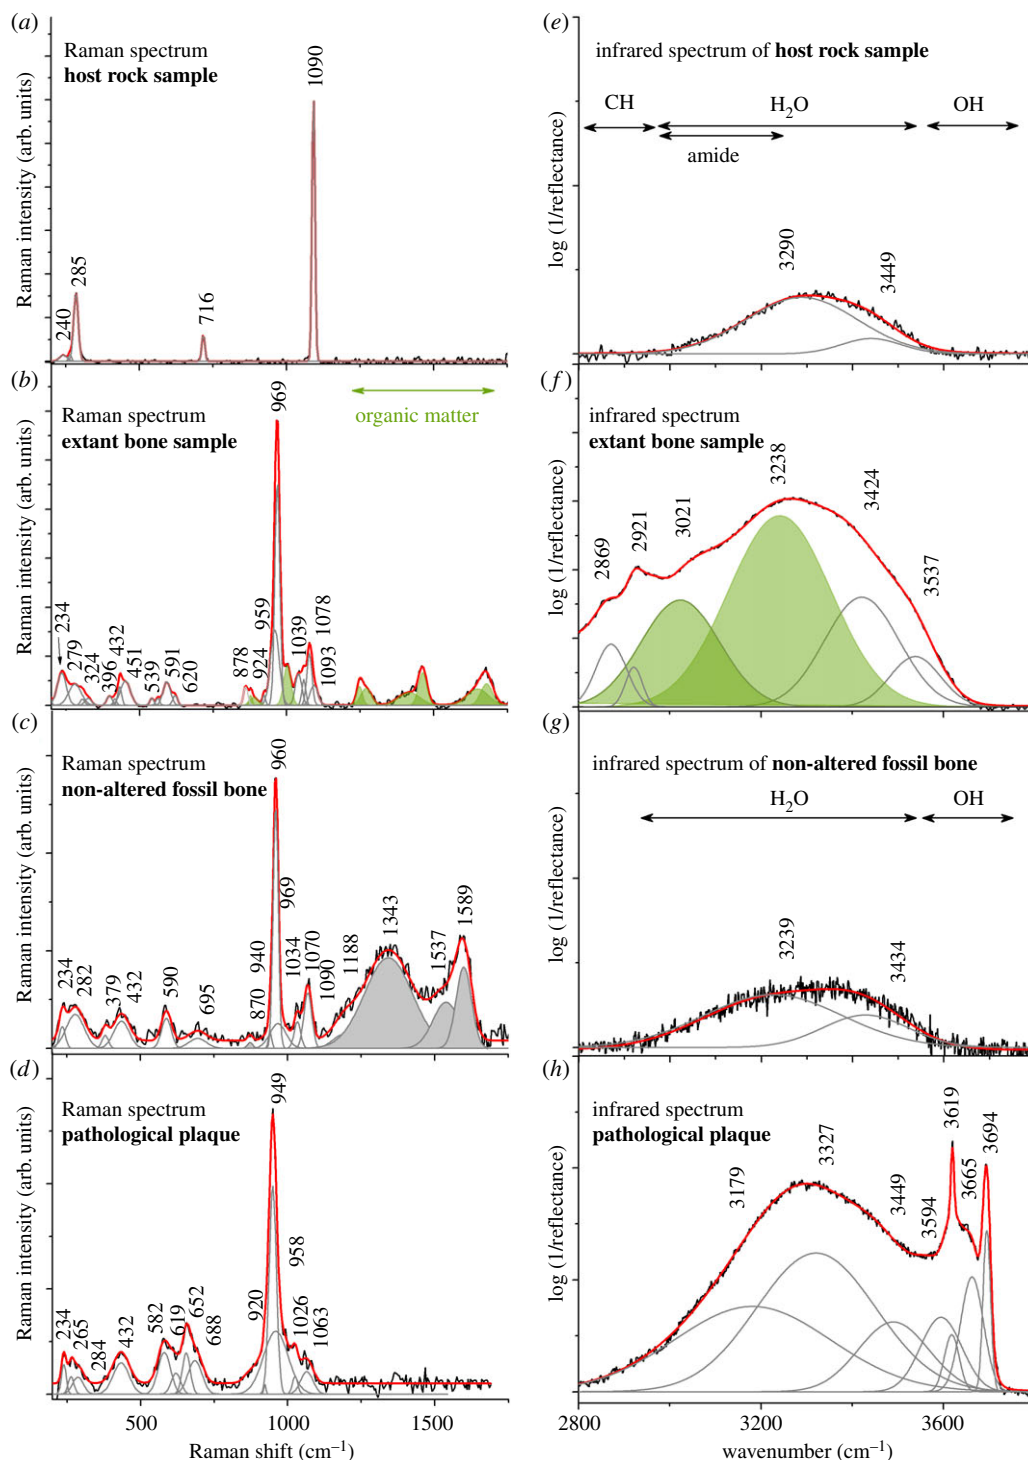 (a)
Raman spectrum
host rock sample
Raman intensity (arb. units)
240
285
716
1090
(e)
infrared spectrum of host rock sample
CH
H₂O
OH
amide
log (1/reflectance)
3290
3449
(b)
Raman spectrum
extant bone sample
Raman intensity (arb. units)
organic matter
234
279
324
396
432
451
539
591
620
878
924
959
969
1039
1078
1093
(f)
infrared spectrum
extant bone sample
log (1/reflectance)
2869
2921
3021
3238
3424
3537
(c)
Raman spectrum
non-altered fossil bone
Raman intensity (arb. units)
234
282
379
432
590
695
870
940
960
969
1034
1070
1090
1188
1343
1537
1589
(g)
infrared spectrum of non-altered fossil bone
H₂O
OH
log (1/reflectance)
3239
3434
(d)
Raman spectrum
pathological plaque
Raman intensity (arb. units)
234
265
284
432
582
619
652
688
920
949
958
1026
1063
500
1000
1500
Raman shift (cm⁻¹)
(h)
infrared spectrum
pathological plaque
log (1/reflectance)
3179
3327
3449
3594
3619
3665
3694
2800
3200
3600
wavenumber (cm⁻¹)